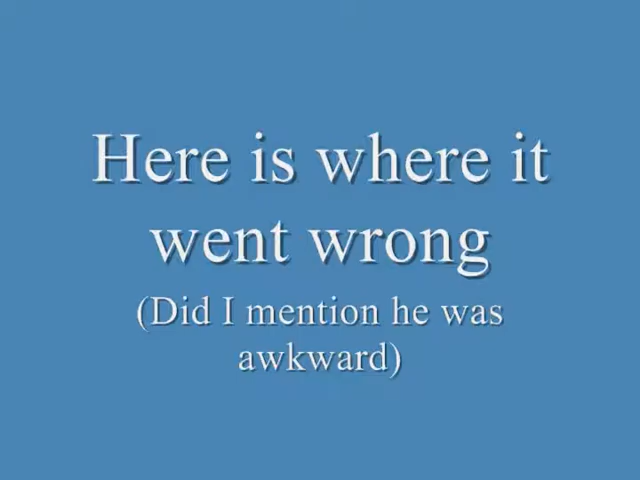 Here is where it
went wrong
(Did I mention he was
awkward)